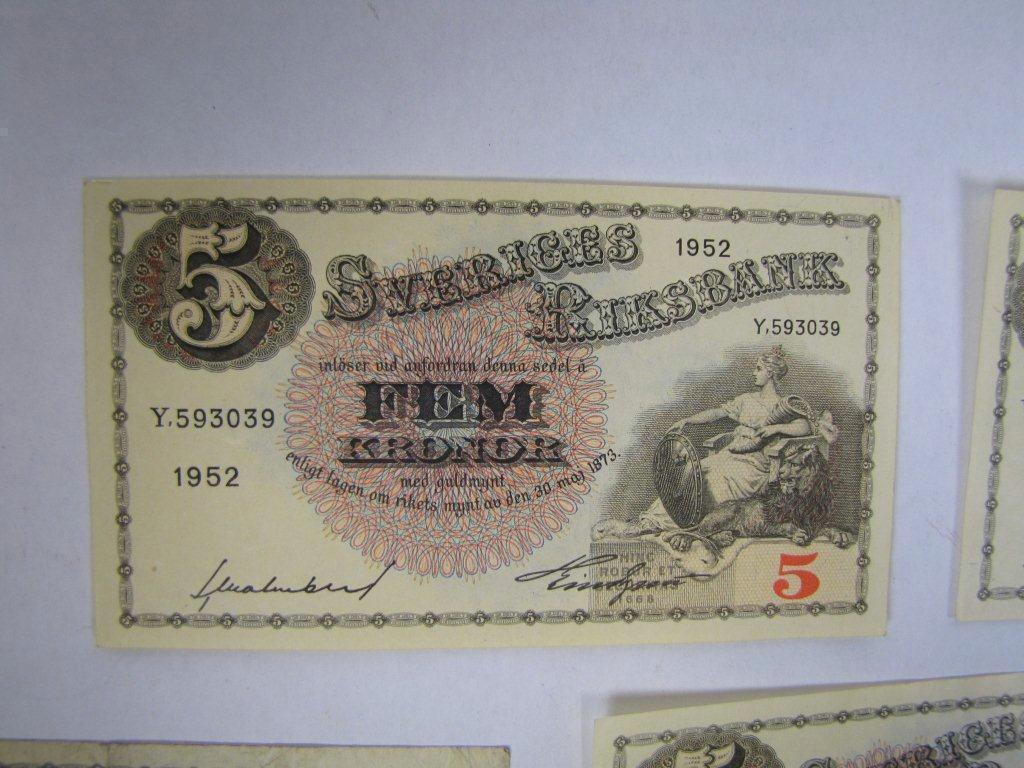 5
SVERIGES 1952
RIKSBANK
Y,593039
inlöser vid anfordran denna sedel å
FEM
KRONOR
Y,593039
med guldmynt
enligt lagen om rikets mynt av den 30 maj 1873.
1952
5
5